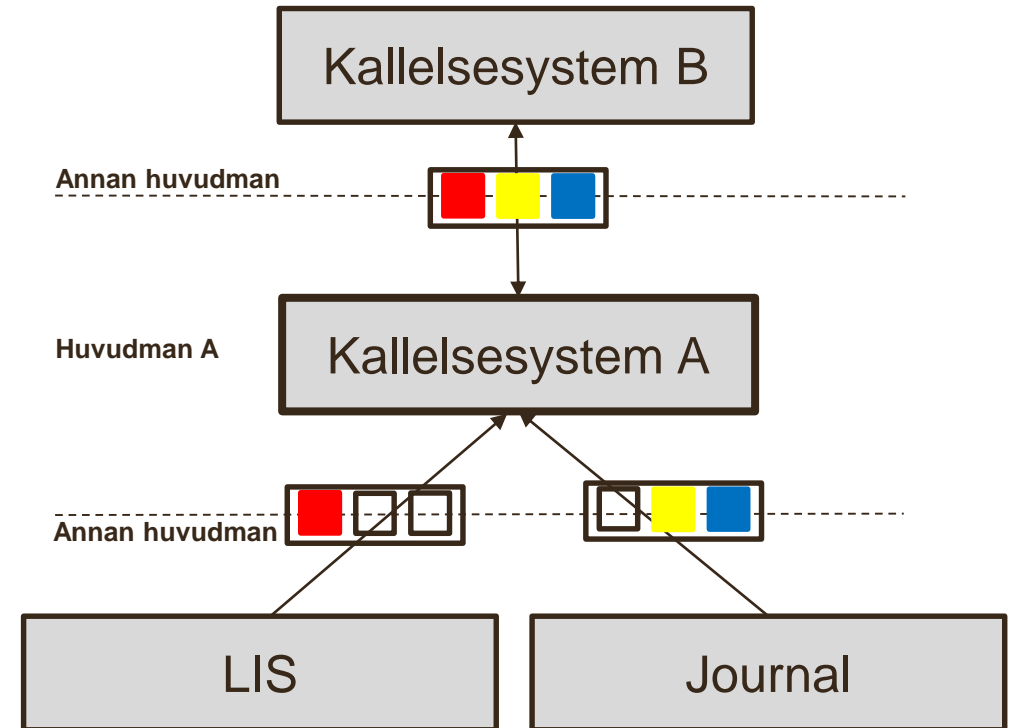 Kallelsesystem B
Annan huvudman
Huvudman A
Kallelsesystem A
Annan huvudman
LIS
Journal